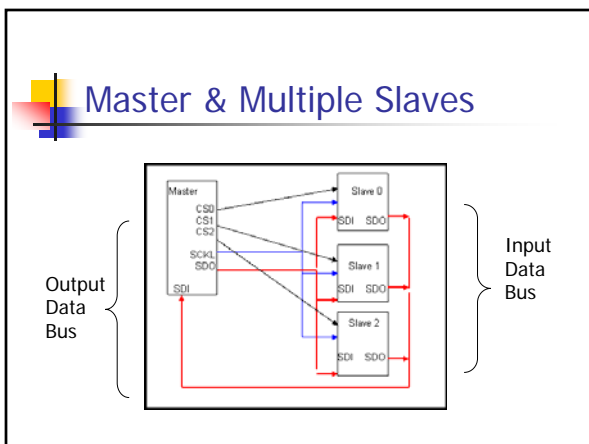 Master & Multiple Slaves
Master
CS0
CS1
CS2
SCKL
SDO
SDI
Slave 0
SDI SDO
Slave 1
SDI SDO
Slave 2
SDI SDO
Output
Data
Bus
Input
Data
Bus